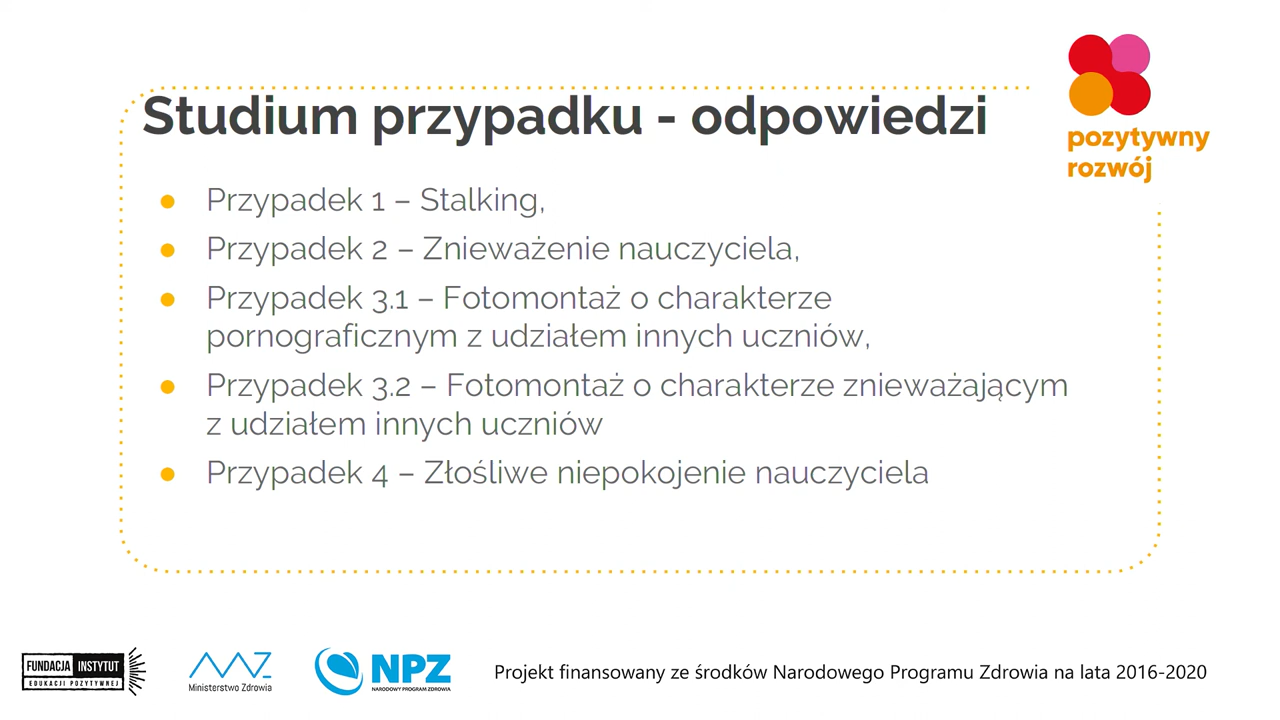 Studium przypadku - odpowiedzi
pozytywny
rozwój
● Przypadek 1 – Stalking,
● Przypadek 2 – Znieważenie nauczyciela,
● Przypadek 3.1 – Fotomontaż o charakterze
pornograficznym z udziałem innych uczniów,
● Przypadek 3.2 – Fotomontaż o charakterze znieważającym
z udziałem innych uczniów
● Przypadek 4 – Złośliwe niepokojenie nauczyciela
FUNDACJA INSTYTUT
EDUKACJI POZYTYWNEJ
Ministerstwo Zdrowia
NPZ
NARODOWY PROGRAM ZDROWIA
Projekt finansowany ze środków Narodowego Programu Zdrowia na lata 2016-2020